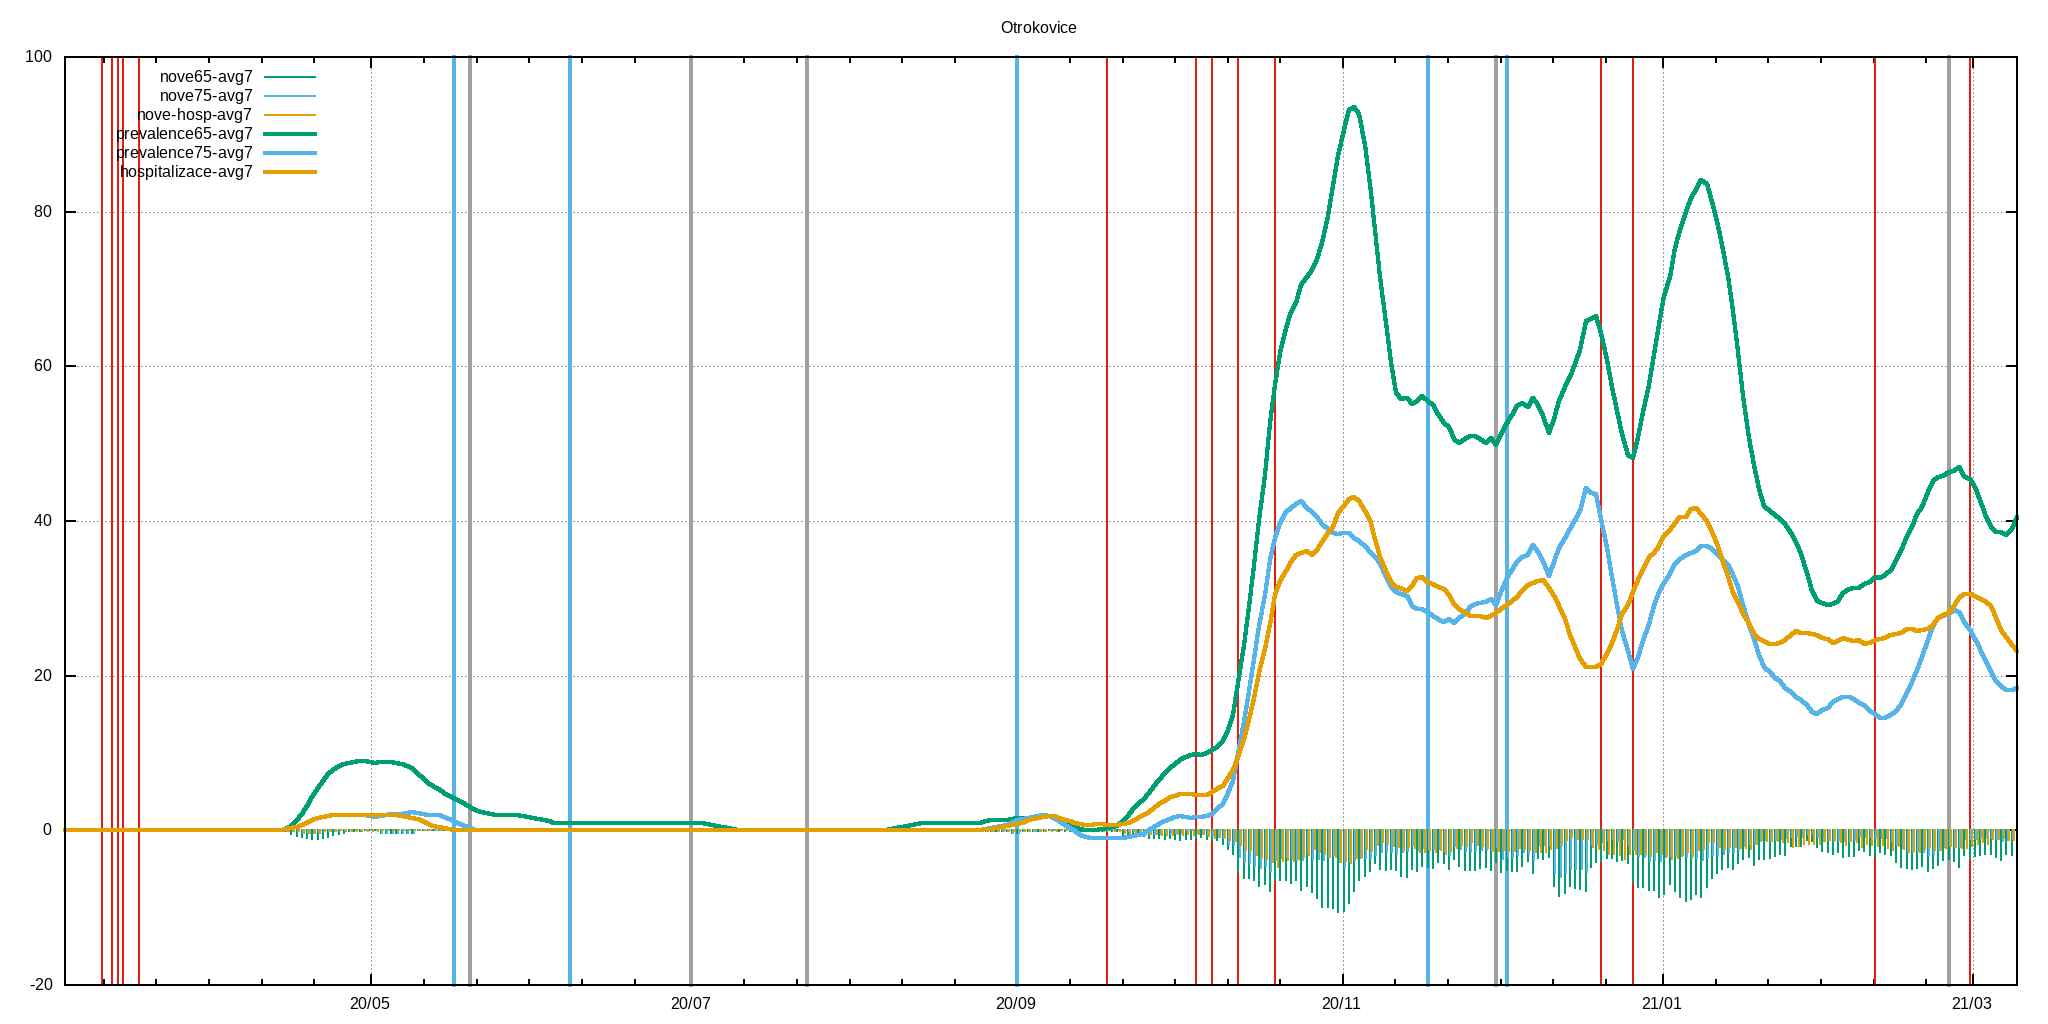 Otrokovice
100
nove65-avg7
nove75-avg7
nove-hosp-avg7
prevalence65-avg7
prevalence75-avg7
hospitalizace-avg7
80
60
40
20
0
-20
20/05 20/07 20/09 20/11 21/01 21/03